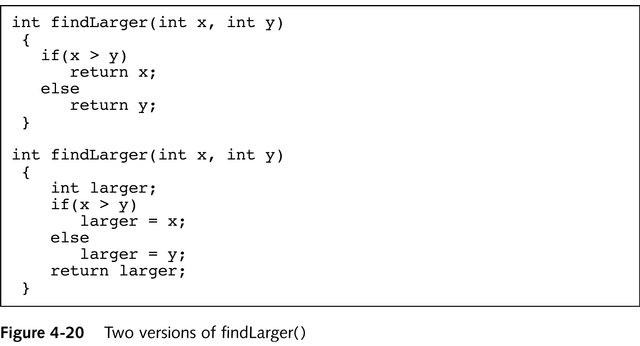 int findLarger(int x, int y)
{
if(x > y)
return x;
else
return y;
}
int findLarger(int x, int y)
{
int larger;
if(x > y)
larger = x;
else
larger = y;
return larger;
}
Figure 4-20 Two versions of findLarger()